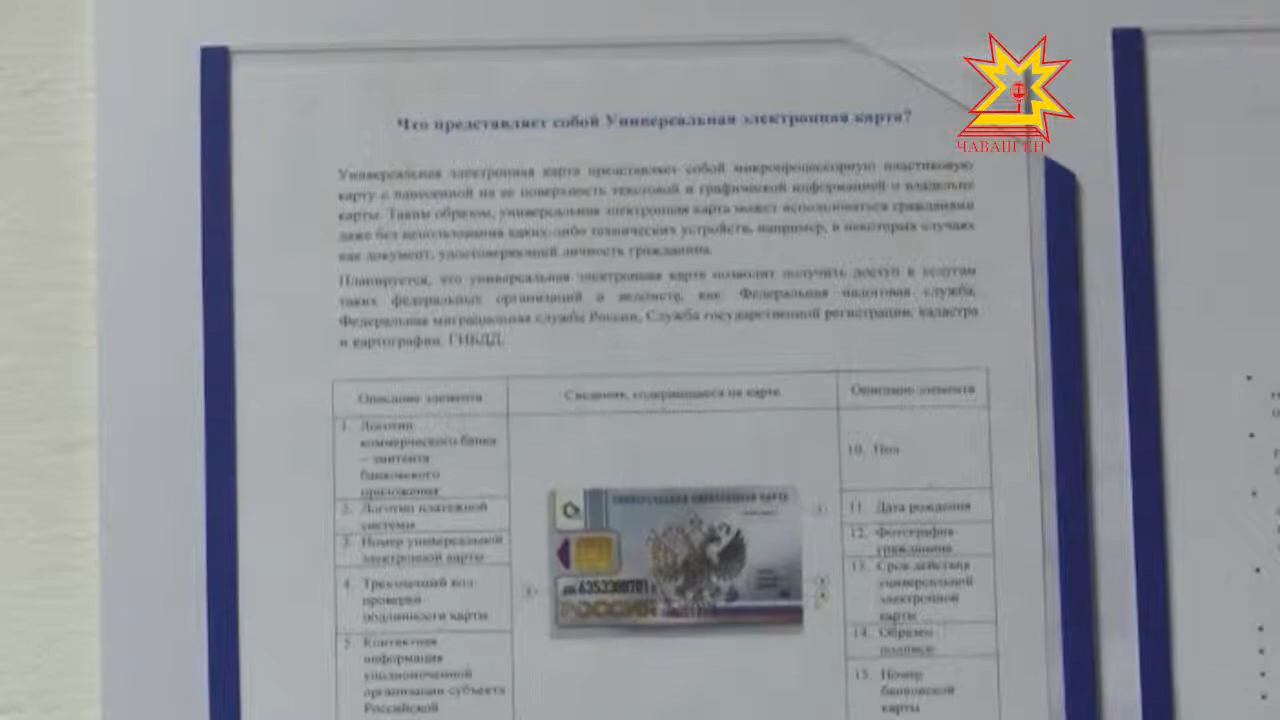 ЧĂВАШ ЕН
Что представляет собой Универсальная электронная карта?
Универсальная электронная карта представляет собой микропроцессорную пластиковую
карту с нанесенной на ее поверхность текстовой и графической информацией о владельце
карты. Таким образом, универсальная электронная карта может использоваться гражданами
даже без использования каких-либо технических устройств, например, в некоторых случаях
как документ, удостоверяющий личность гражданина.
Планируется, что универсальная электронная карта позволит получить доступ к услугам
таких федеральных организаций и ведомств, как: Федеральная налоговая служба,
Федеральная миграционная служба России, Служба государственной регистрации, кадастра
и картографии, ГИБДД.
Описание элемента
Сведения, содержащиеся на карте
Описание элемента
1. Логотип
коммерческого банка
– эмитента
банковского
приложения
2. Логотип платежной
системы
3. Номер универсальной
электронной карты
4. Трехзначный код
проверки
подлинности карты
5. Контактная
информация
уполномоченной
организации субъекта
Российской
УНИВЕРСАЛЬНАЯ ЭЛЕКТРОННАЯ КАРТА
РОССИЯ
10. Пол
11. Дата рождения
12. Фотография
гражданина
13. Срок действия
универсальной
электронной
карты
14. Образец
подписи
15. Номер
банковской
карты